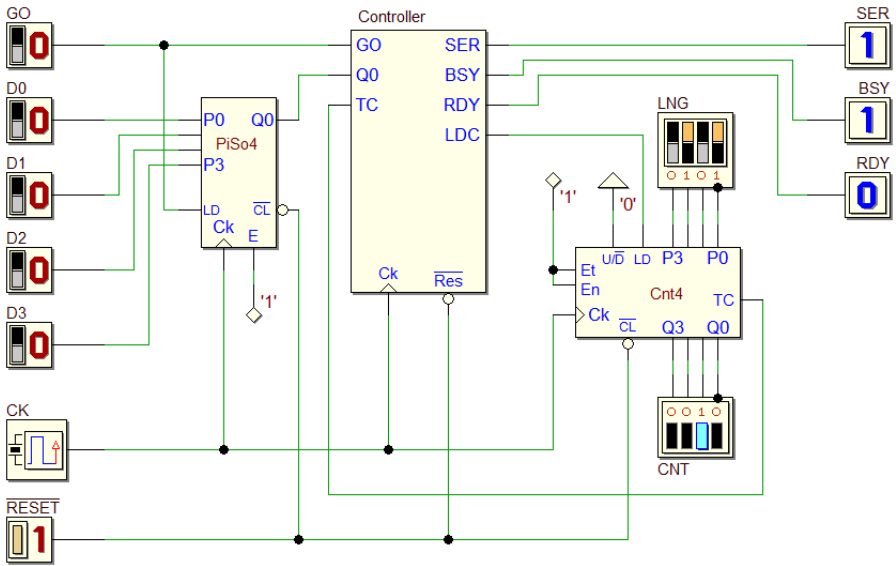 GO
0
Controller
SER
1
GO SER
D0
0
Q0 BSY
BSY
1
LNG
TC RDY
P0 Q0
PiSo4
LDC
P3
D1
0
0 1 0 1
RDY
0
'1'
'0'
LD CL
Ck E
D2
0
U/D LD P3 P0
Ck Res
Et
En Cnt4
TC
'1'
Ck CL Q3 Q0
D3
0
0 0 1 0
CNT
CK
RESET
1